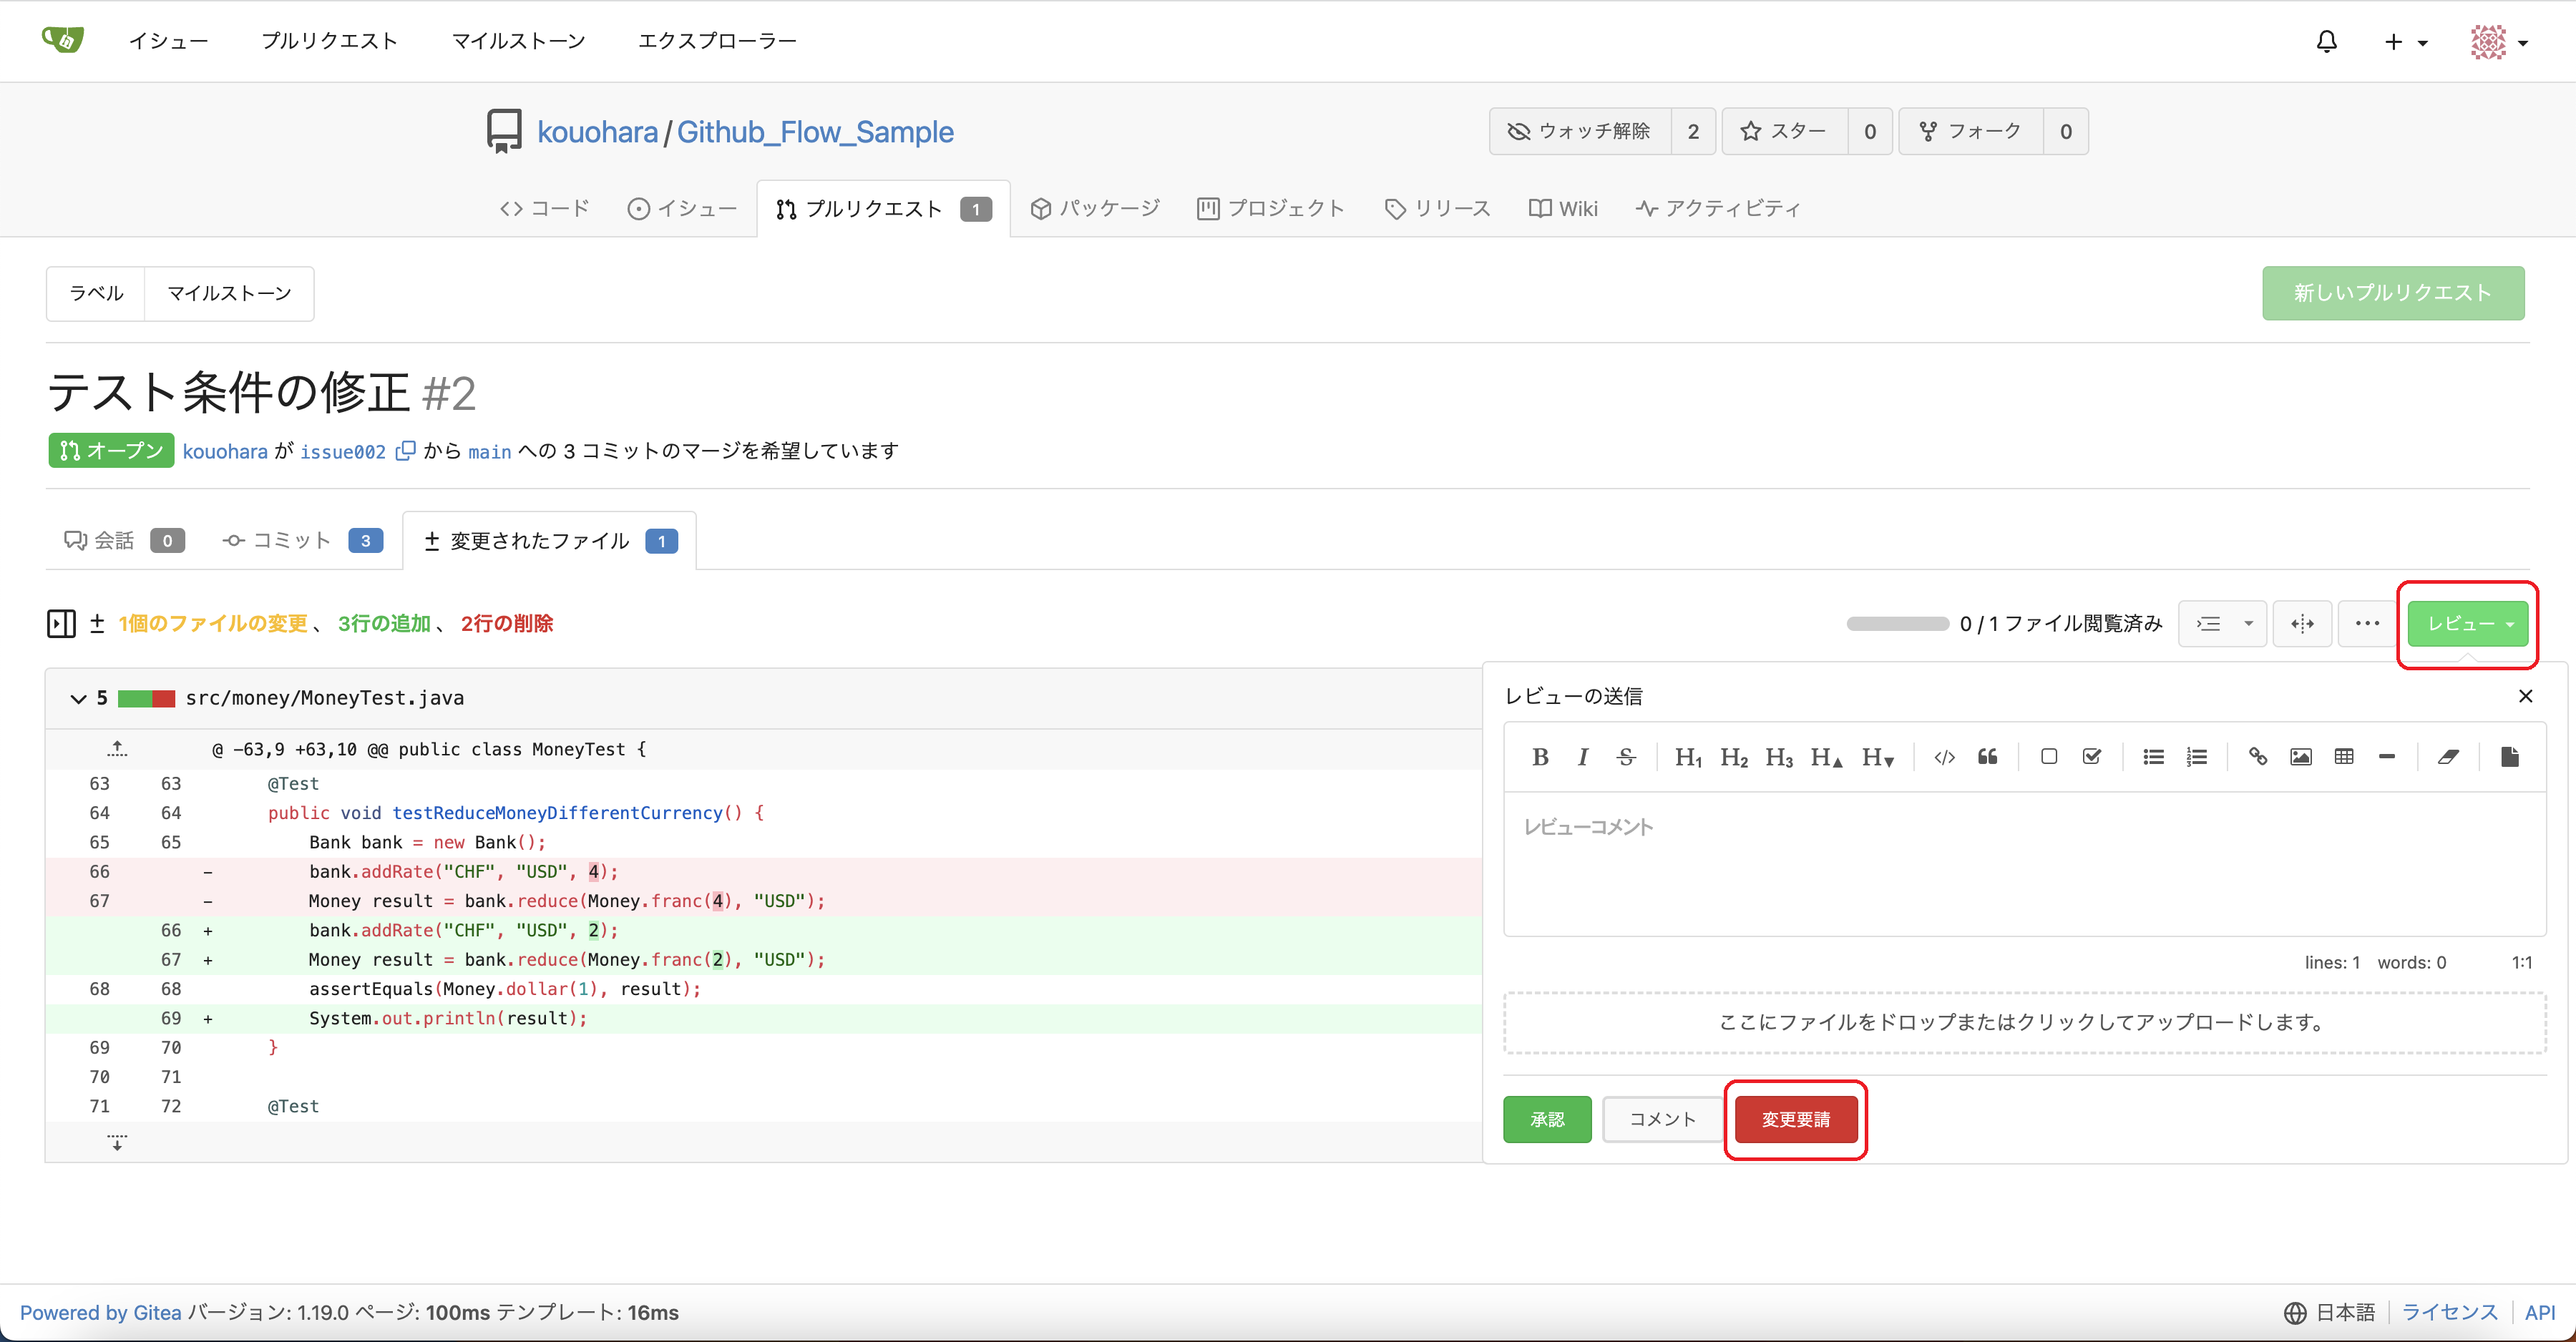 イシュー プルリクエスト マイルストーン エクスプローラー
kouohara / Github_Flow_Sample ウォッチ解除 2 スター 0 フォーク 0
コード イシュー プルリクエスト 1 パッケージ プロジェクト リリース Wiki アクティビティ
ラベル マイルストーン 新しいプルリクエスト
テスト条件の修正 #2
オープン kouohara が issue002 から main への 3 コミットのマージを希望しています
会話 0 コミット 3 変更されたファイル 1
1個のファイルの変更 、 3行の追加 、 2行の削除 0 / 1 ファイル閲覧済み レビュー
5 src/money/MoneyTest.java
@ -63,9 +63,10 @@ public class MoneyTest {
63 63 @Test
64 64 public void testReduceMoneyDifferentCurrency() {
65 65 Bank bank = new Bank();
66 - bank.addRate("CHF", "USD", 4);
67 - Money result = bank.reduce(Money.franc(4), "USD");
66 + bank.addRate("CHF", "USD", 2);
67 + Money result = bank.reduce(Money.franc(2), "USD");
68 68 assertEquals(Money.dollar(1), result);
69 + System.out.println(result);
69 70 }
70 71
71 72 @Test
レビューの送信
B I S H1 H2 H3 H▲ H▼
レビューコメント
lines: 1 words: 0 1:1
ここにファイルをドロップまたはクリックしてアップロードします。
承認 コメント 変更要請
Powered by Gitea バージョン: 1.19.0 ページ: 100ms テンプレート: 16ms 日本語 ライセンス API